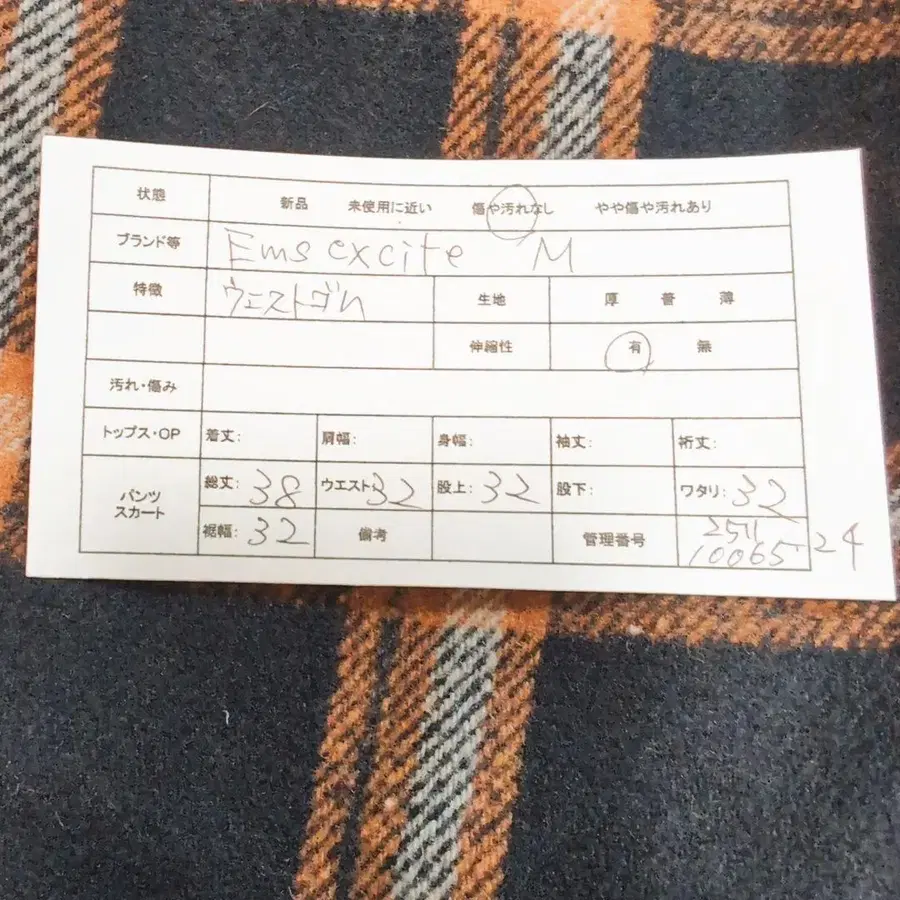 状態 新品 未使用に近い 傷や汚れなし やや傷や汚れあり
ブランド等 Ems excite M
特徴 ウエストゴム 生地 厚 普 薄
伸縮性 有 無
汚れ・傷み
トップス・OP 着丈: 肩幅: 身幅: 袖丈: 裄丈:
パンツ スカート 総丈: 38 ウエスト 32 股上: 32 股下: ワタリ: 32
裾幅: 32 備考 管理番号 2511
10065 24